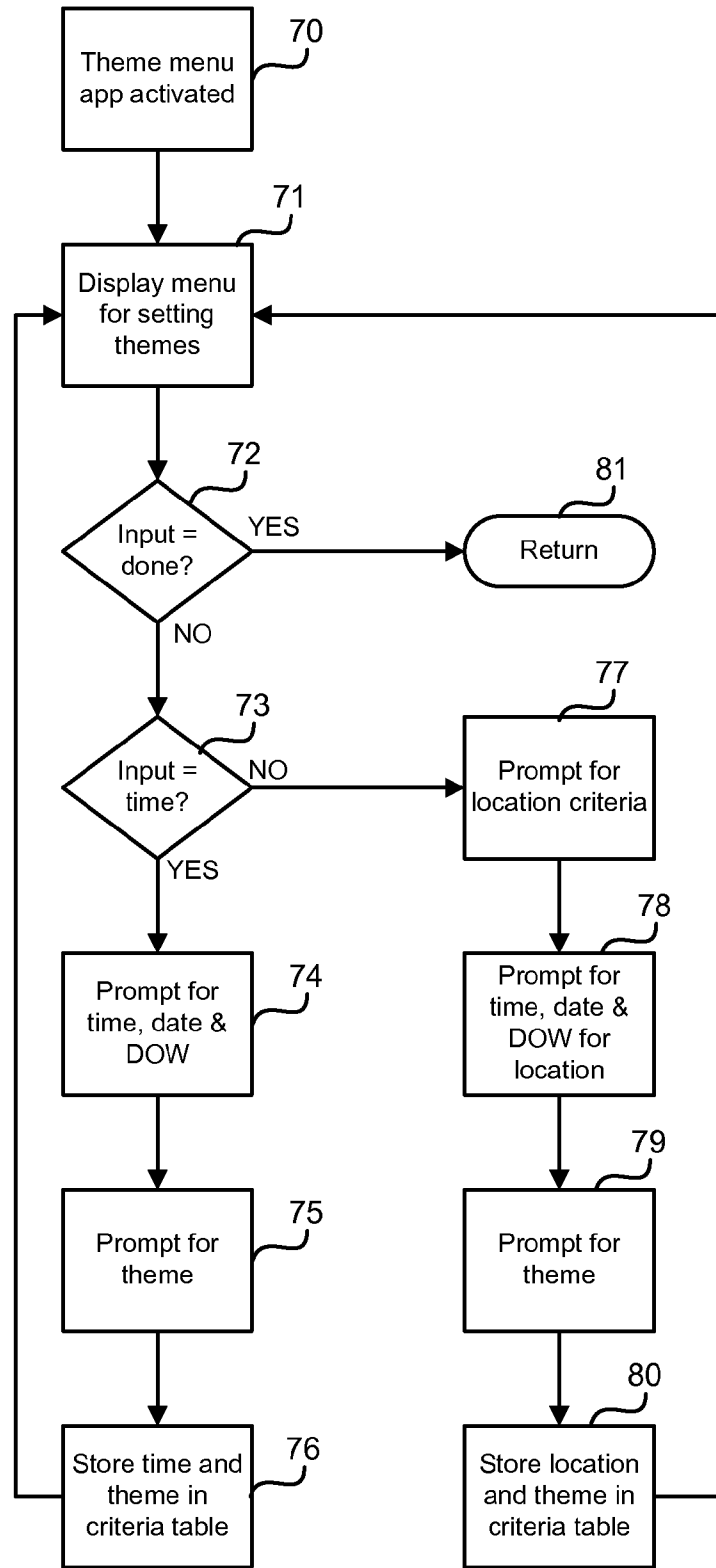 70
Theme menu
app activated
71
Display menu
for setting
themes
72
Input =
done?
YES
NO
81
Return
73
Input =
time?
NO
YES
77
Prompt for
location criteria
74
Prompt for
time, date &
DOW
78
Prompt for
time, date &
DOW for
location
75
Prompt for
theme
79
Prompt for
theme
76
Store time and
theme in
criteria table
80
Store location
and theme in
criteria table